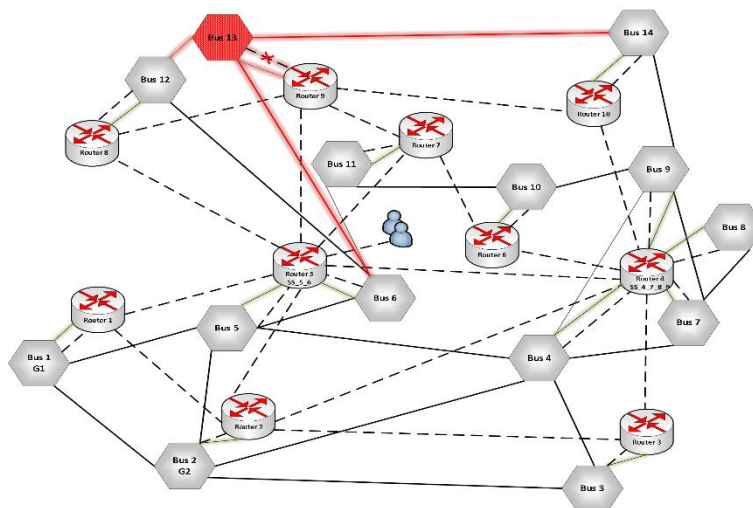 Bus 13
Bus 14
Bus 12
Router 9
Router 10
Router 8
Router 7
Bus 11
Bus 9
Bus 10
Bus 8
Router 6
Router 5
SS_5_6
Router 4
SS_4_7_8_9
Bus 6
Router 1
Bus 5
Bus 7
Bus 1
G1
Bus 4
Router 2
Router 3
Bus 2
G2
Bus 3